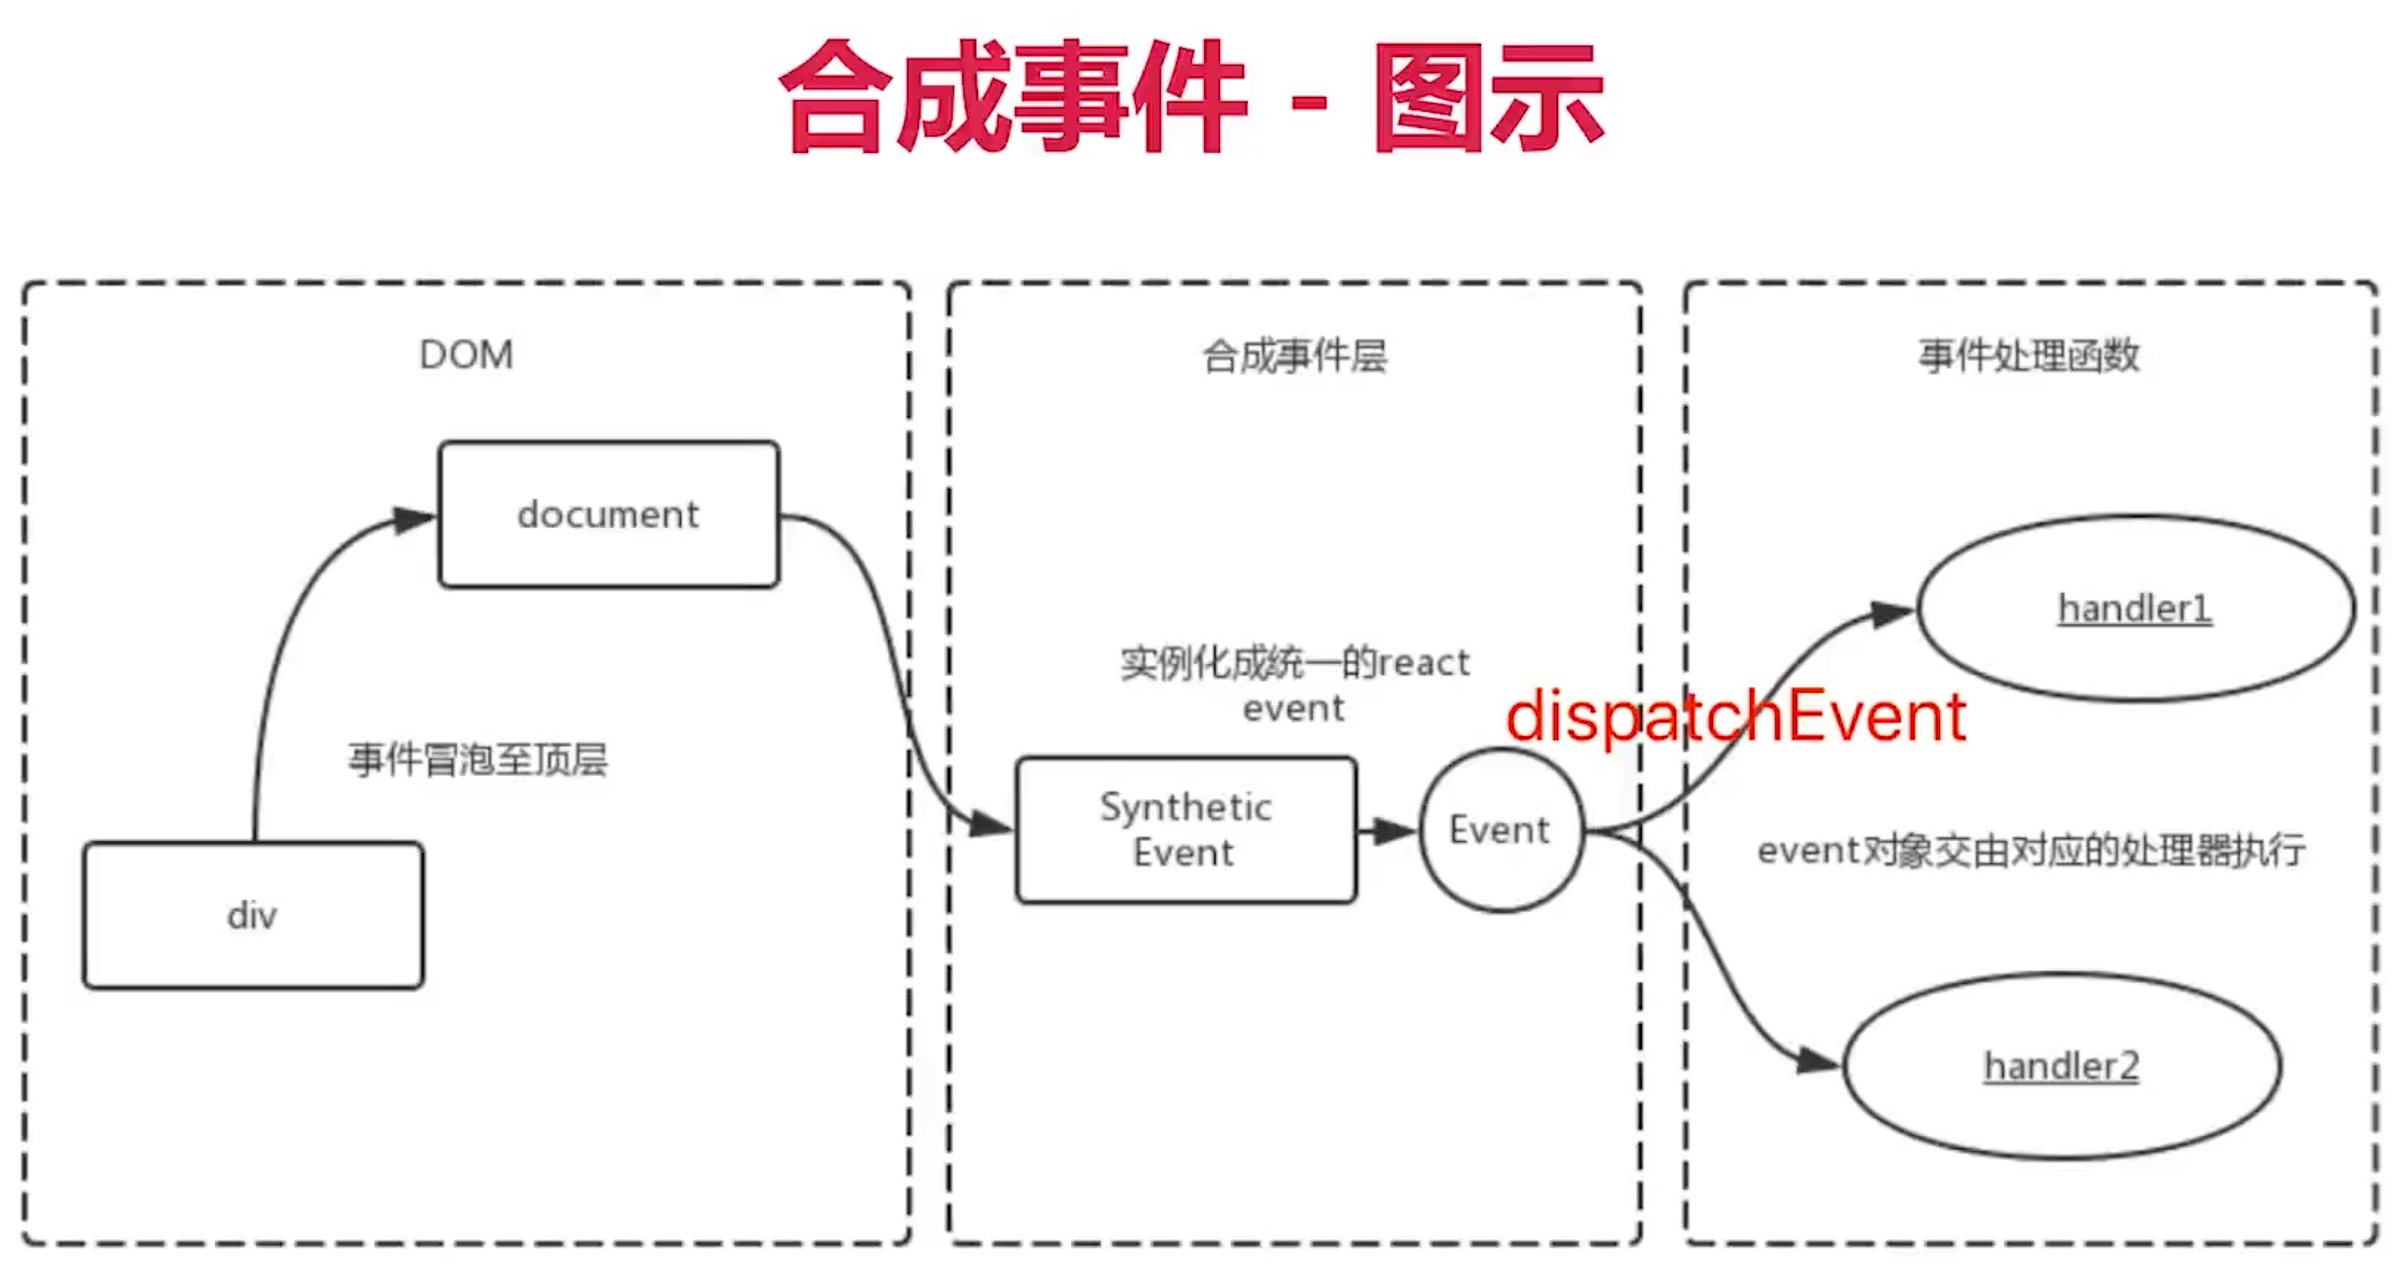 合成事件 - 图示
DOM
document
事件冒泡至顶层
div
合成事件层
实例化成统一的react
event
Synthetic
Event
Event
dispatchEvent
事件处理函数
handler1
event对象交由对应的处理器执行
handler2